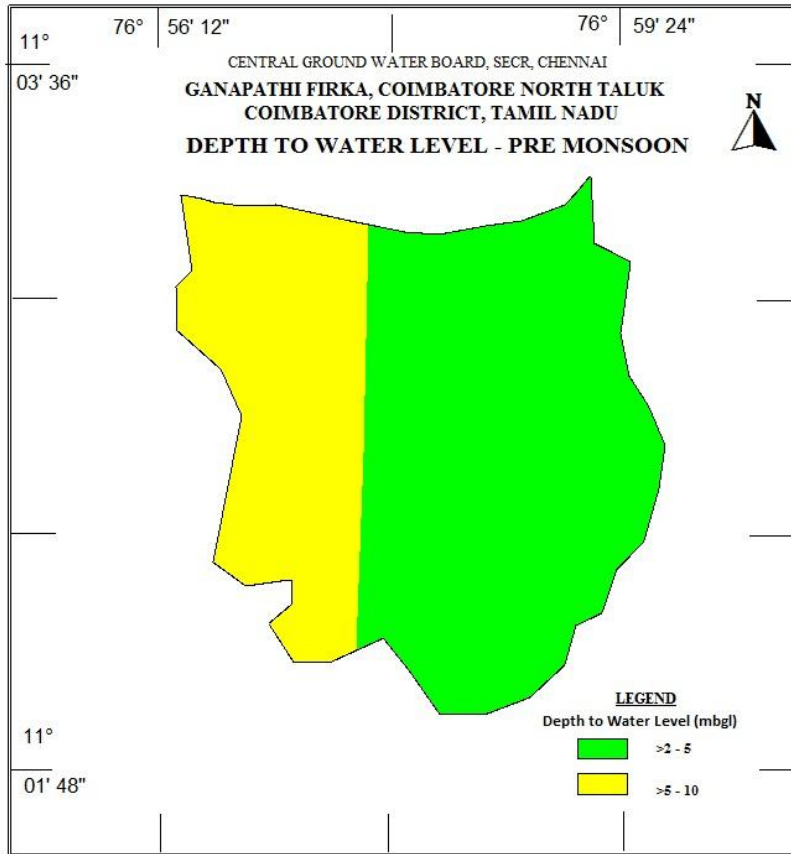 76° 56' 12" 76° 59' 24"
11°
03' 36"
CENTRAL GROUND WATER BOARD, SECR, CHENNAI
GANAPATHI FIRKA, COIMBATORE NORTH TALUK
COIMBATORE DISTRICT, TAMIL NADU
DEPTH TO WATER LEVEL - PRE MONSOON
N
LEGEND
Depth to Water Level (mbgl)
>2 - 5
>5 - 10
11°
01' 48"